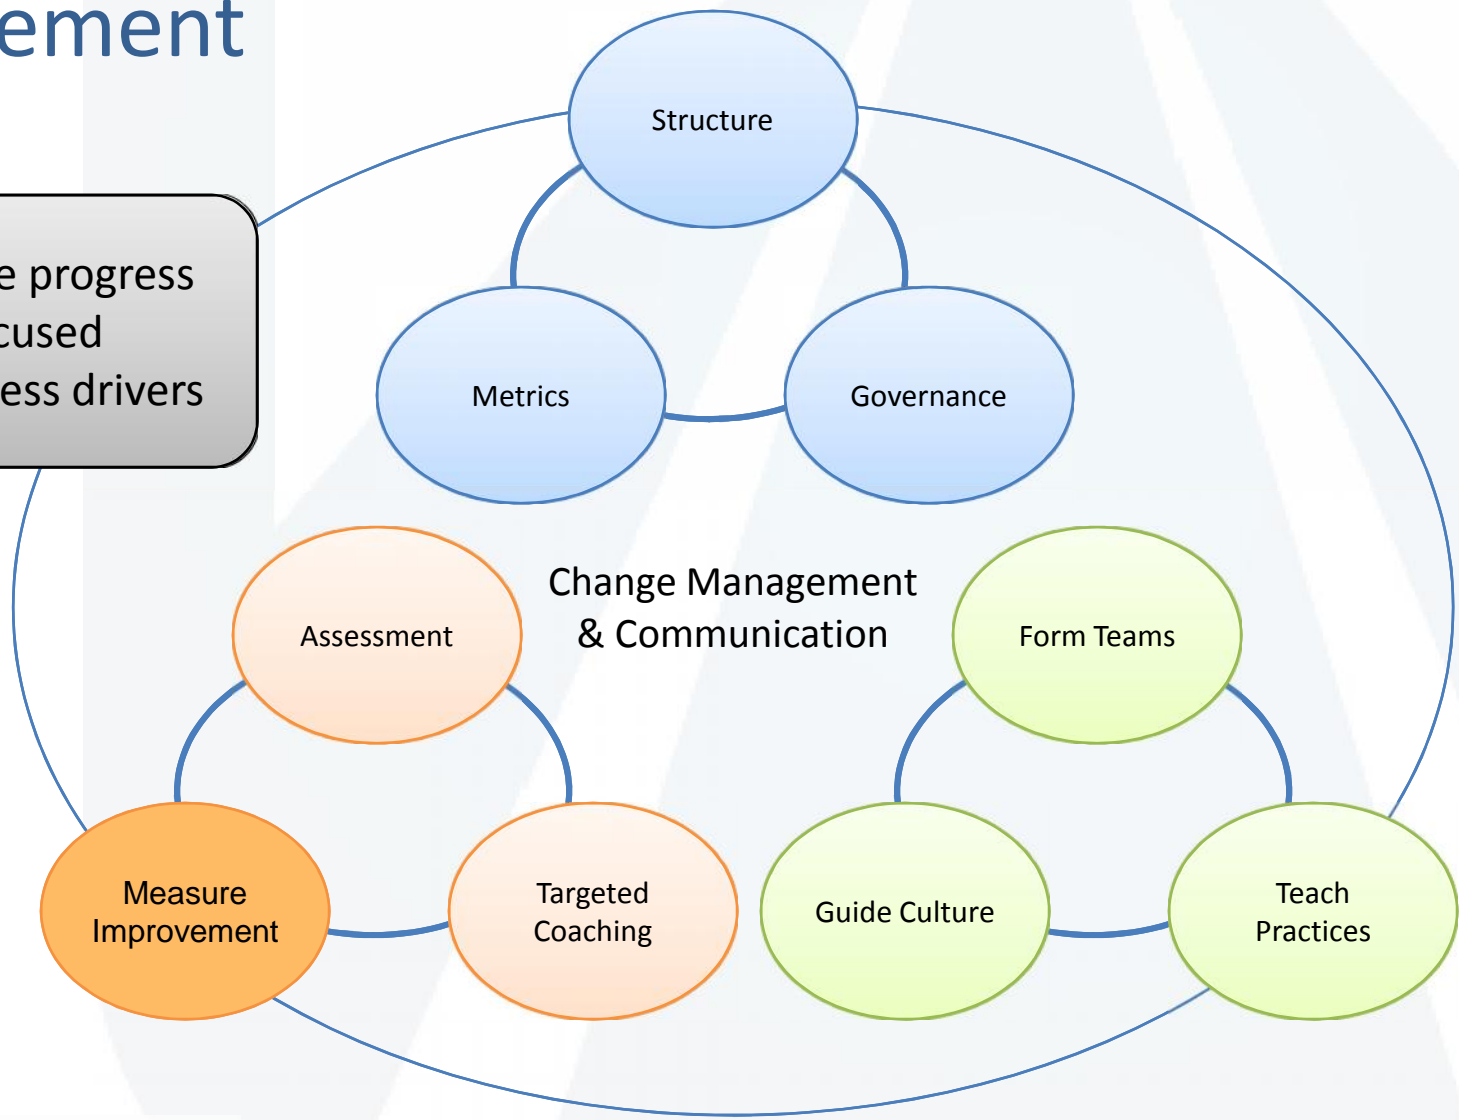 ement
Structure
e progress
cused
ess drivers
Metrics
Governance
Change Management
& Communication
Assessment
Form Teams
Measure
Improvement
Targeted
Coaching
Guide Culture
Teach
Practices